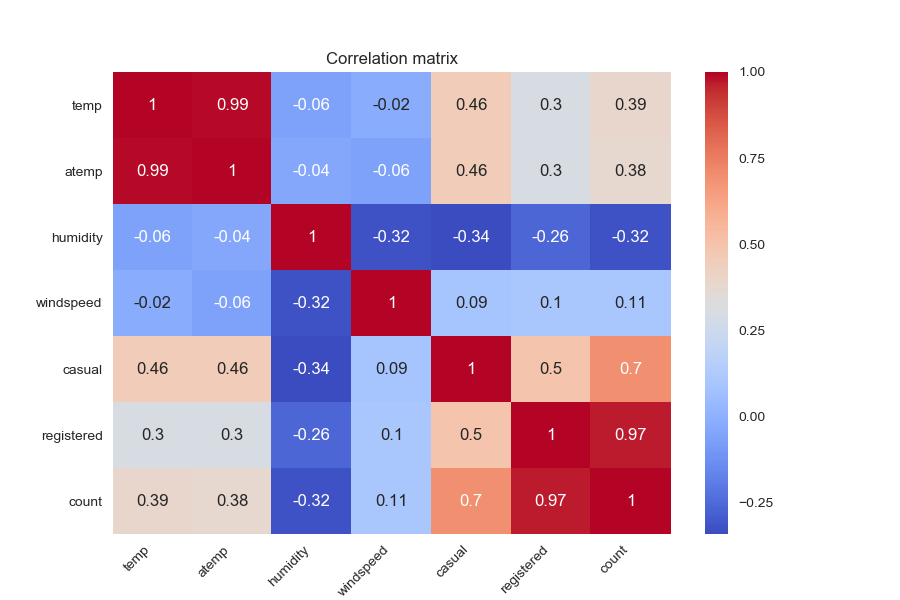 Correlation matrix
temp 1 0.99 -0.06 -0.02 0.46 0.3 0.39
atemp 0.99 1 -0.04 -0.06 0.46 0.3 0.38
humidity -0.06 -0.04 1 -0.32 -0.34 -0.26 -0.32
windspeed -0.02 -0.06 -0.32 1 0.09 0.1 0.11
casual 0.46 0.46 -0.34 0.09 1 0.5 0.7
registered 0.3 0.3 -0.26 0.1 0.5 1 0.97
count 0.39 0.38 -0.32 0.11 0.7 0.97 1
temp atemp humidity windspeed casual registered count
1.00
0.75
0.50
0.25
0.00
−0.25